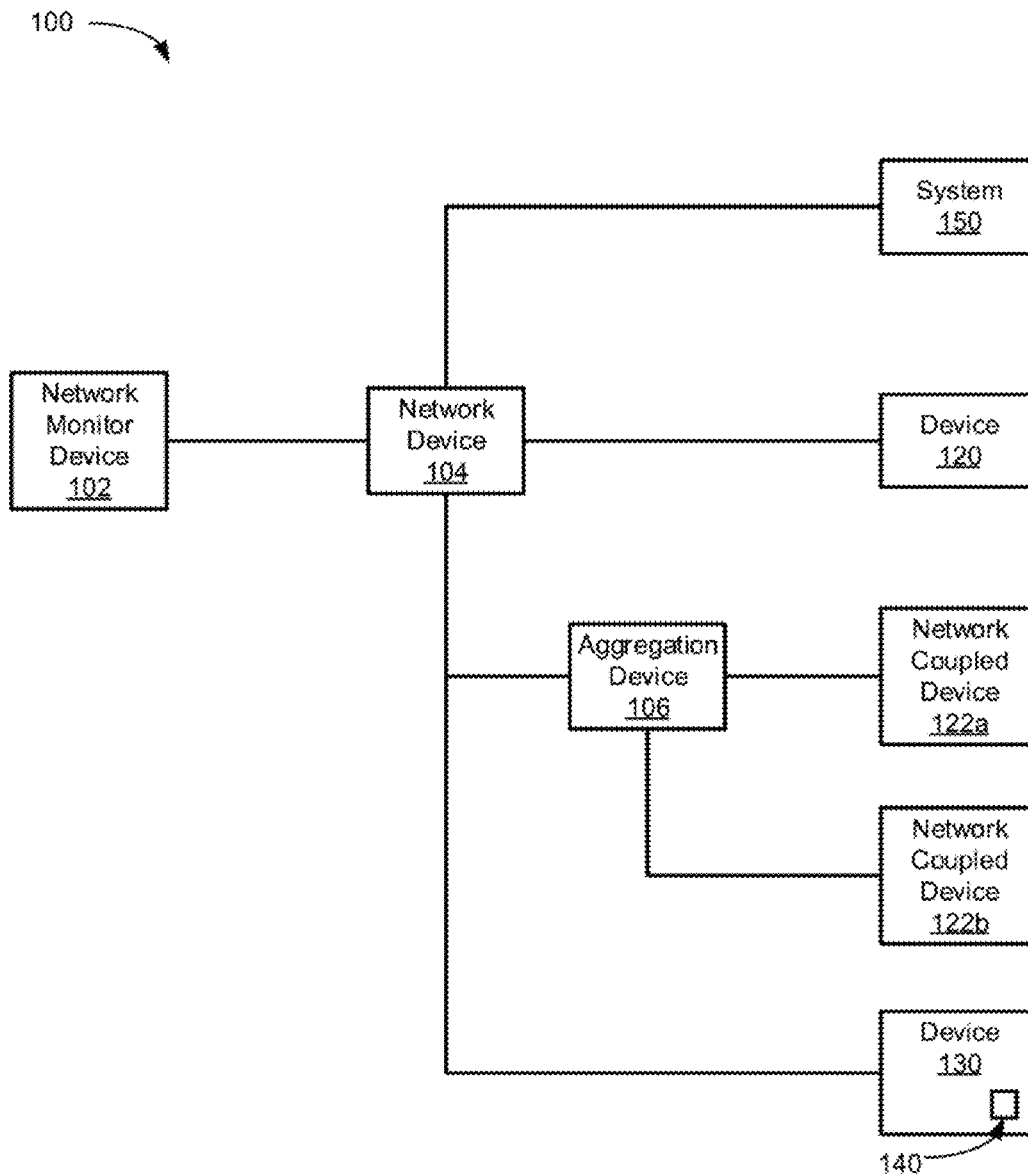 100
System
150
Network
Monitor
Device
102
Network
Device
104
Device
120
Aggregation
Device
106
Network
Coupled
Device
122a
Network
Coupled
Device
122b
Device
130
140